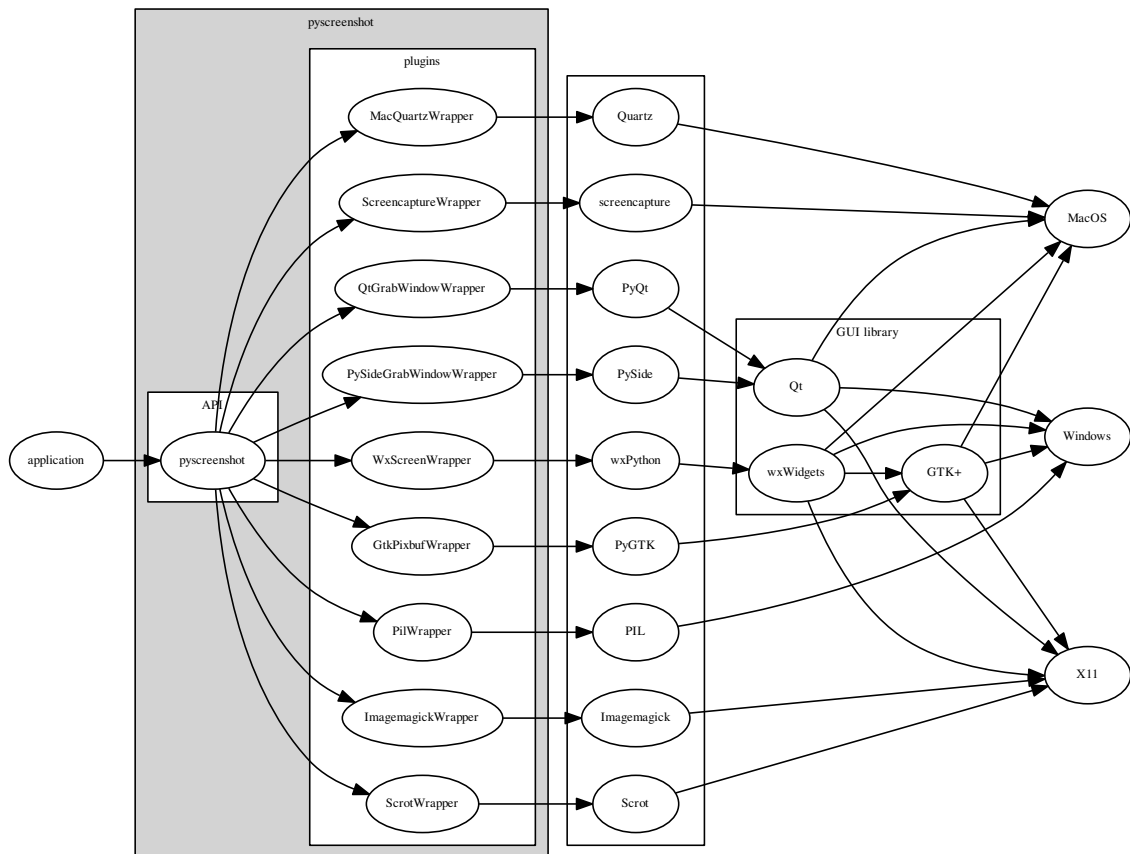 pyscreenshot
plugins
MacQuartzWrapper
Quartz
ScreencaptureWrapper
screencapture
MacOS
QtGrabWindowWrapper
PyQt
GUI library
PySideGrabWindowWrapper
PySide
Qt
API
Windows
application
pyscreenshot
WxScreenWrapper
wxPython
wxWidgets
GTK+
GtkPixbufWrapper
PyGTK
PilWrapper
PIL
X11
ImagemagickWrapper
Imagemagick
ScrotWrapper
Scrot